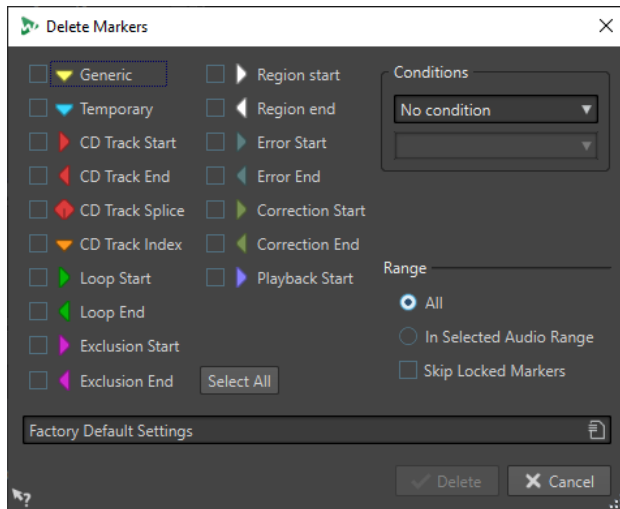 Delete Markers
Generic
Temporary
CD Track Start
CD Track End
CD Track Splice
CD Track Index
Loop Start
Loop End
Exclusion Start
Exclusion End
Region start
Region end
Error Start
Error End
Correction Start
Correction End
Playback Start
Select All
Conditions
No condition
Range
All
In Selected Audio Range
Skip Locked Markers
Factory Default Settings
Delete
Cancel